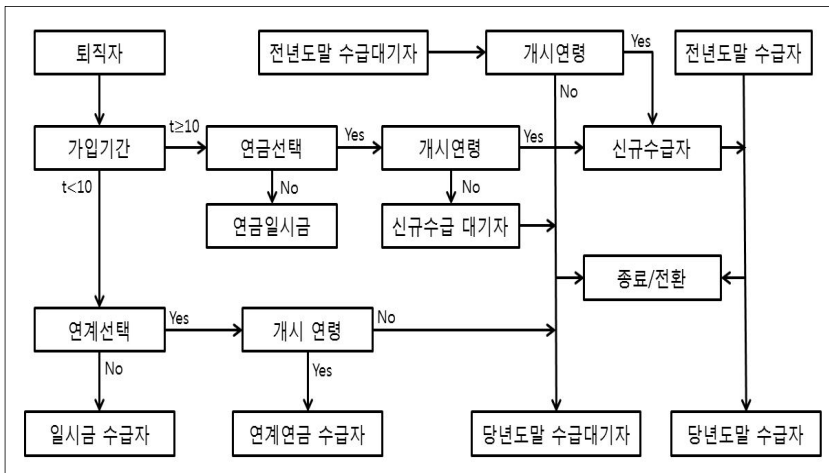 퇴직자
전년도말 수급대기자
개시연령
Yes
전년도말 수급자
No
가입기간
t≥10
연금선택
Yes
개시연령
Yes
신규수급자
t<10
No
No
연금일시금
신규수급 대기자
종료/전환
연계선택
Yes
개시 연령
No
No
Yes
일시금 수급자
연계연금 수급자
당년도말 수급대기자
당년도말 수급자